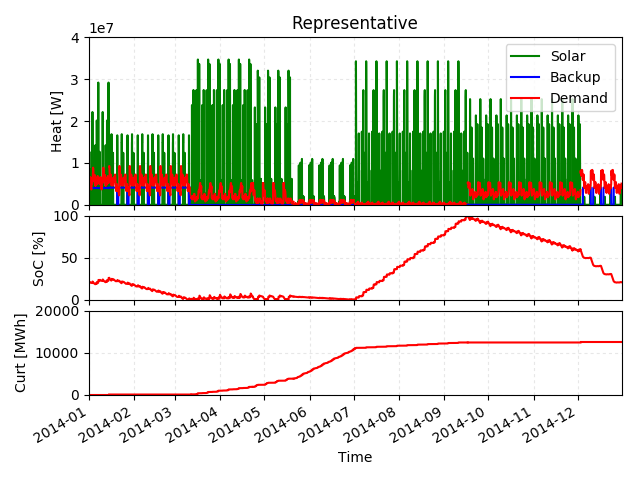 Representative
1e7
4
3
2
1
0
Heat [W]
Solar
Backup
Demand
100
50
0
SoC [%]
20000
10000
0
Curt [MWh]
2014-01
2014-02
2014-03
2014-04
2014-05
2014-06
2014-07
2014-08
2014-09
2014-10
2014-11
2014-12
Time